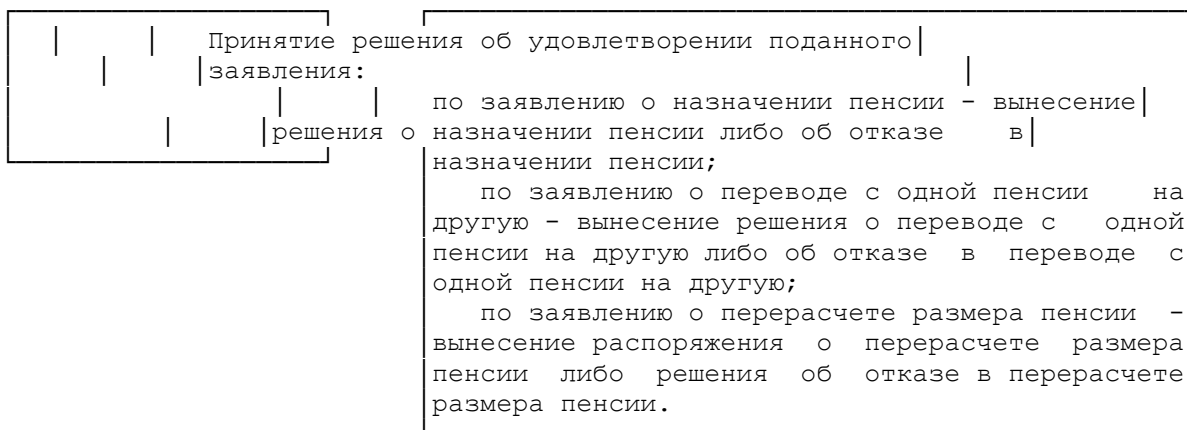 Принятие решения об удовлетворении поданного
заявления:
по заявлению о назначении пенсии - вынесение
решения о назначении пенсии либо об отказе в
назначении пенсии;
по заявлению о переводе с одной пенсии на
другую - вынесение решения о переводе с одной
пенсии на другую либо об отказе в переводе с
одной пенсии на другую;
по заявлению о перерасчете размера пенсии -
вынесение распоряжения о перерасчете размера
пенсии либо решения об отказе в перерасчете
размера пенсии.